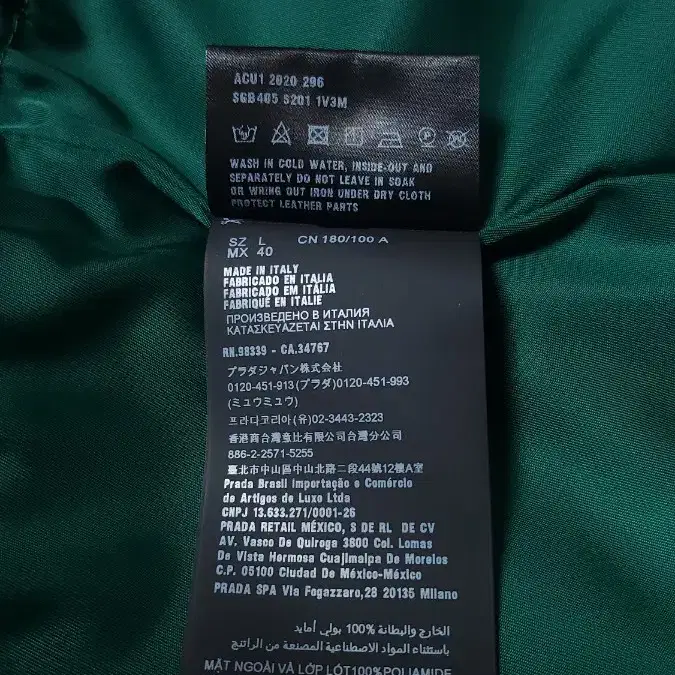 ACU1 2020 296
SGB405 S201 1V3M
WASH IN COLD WATER, INSIDE-OUT AND
SEPARATELY DO NOT LEAVE IN SOAK
OR WRING OUT IRON UNDER DRY CLOTH
PROTECT LEATHER PARTS
SZ L CN 180/100 A
MX 40
MADE IN ITALY
FABRICADO EN ITALIA
FABRICADO EM ITÁLIA
FABRIQUÉ EN ITALIE
ПРОИЗВЕДЕНО В ИТАЛИЯ
ΚΑΤΑΣΚΕΥΑΖΕΤΑΙ ΣΤΗΝ ΙΤΑΛΙΑ
RN.98339 - CA.34767
プラダジャパン株式会社
0120-451-913(プラダ)0120-451-993
(ミュウミュウ)
프라다코리아(유)02-3443-2323
香港商台灣普比有限公司台灣分公司
886-2-2571-5255
臺北市中山區中山北路二段44號12樓A室
Prada Brasil Importação e Comércio
de Artigos de Luxo Ltda
CNPJ 13.633.271/0001-26
PRADA RETAIL MÉXICO, S DE RL DE CV
AV. Vasco De Quiroga 3800 Col. Lomas
De Vista Hermosa Cuajimalpa De Morelos
C.P. 05100 Ciudad De México-México
PRADA SPA Via Fogazzaro,28 20135 Milano
الخارج والبطانة 100% بولي أمايد
باستثناء المواد الاصطناعية المصنعة من الراتنج
MẶT NGOÀI VÀ LỚP LÓT100%POLIAMIDE